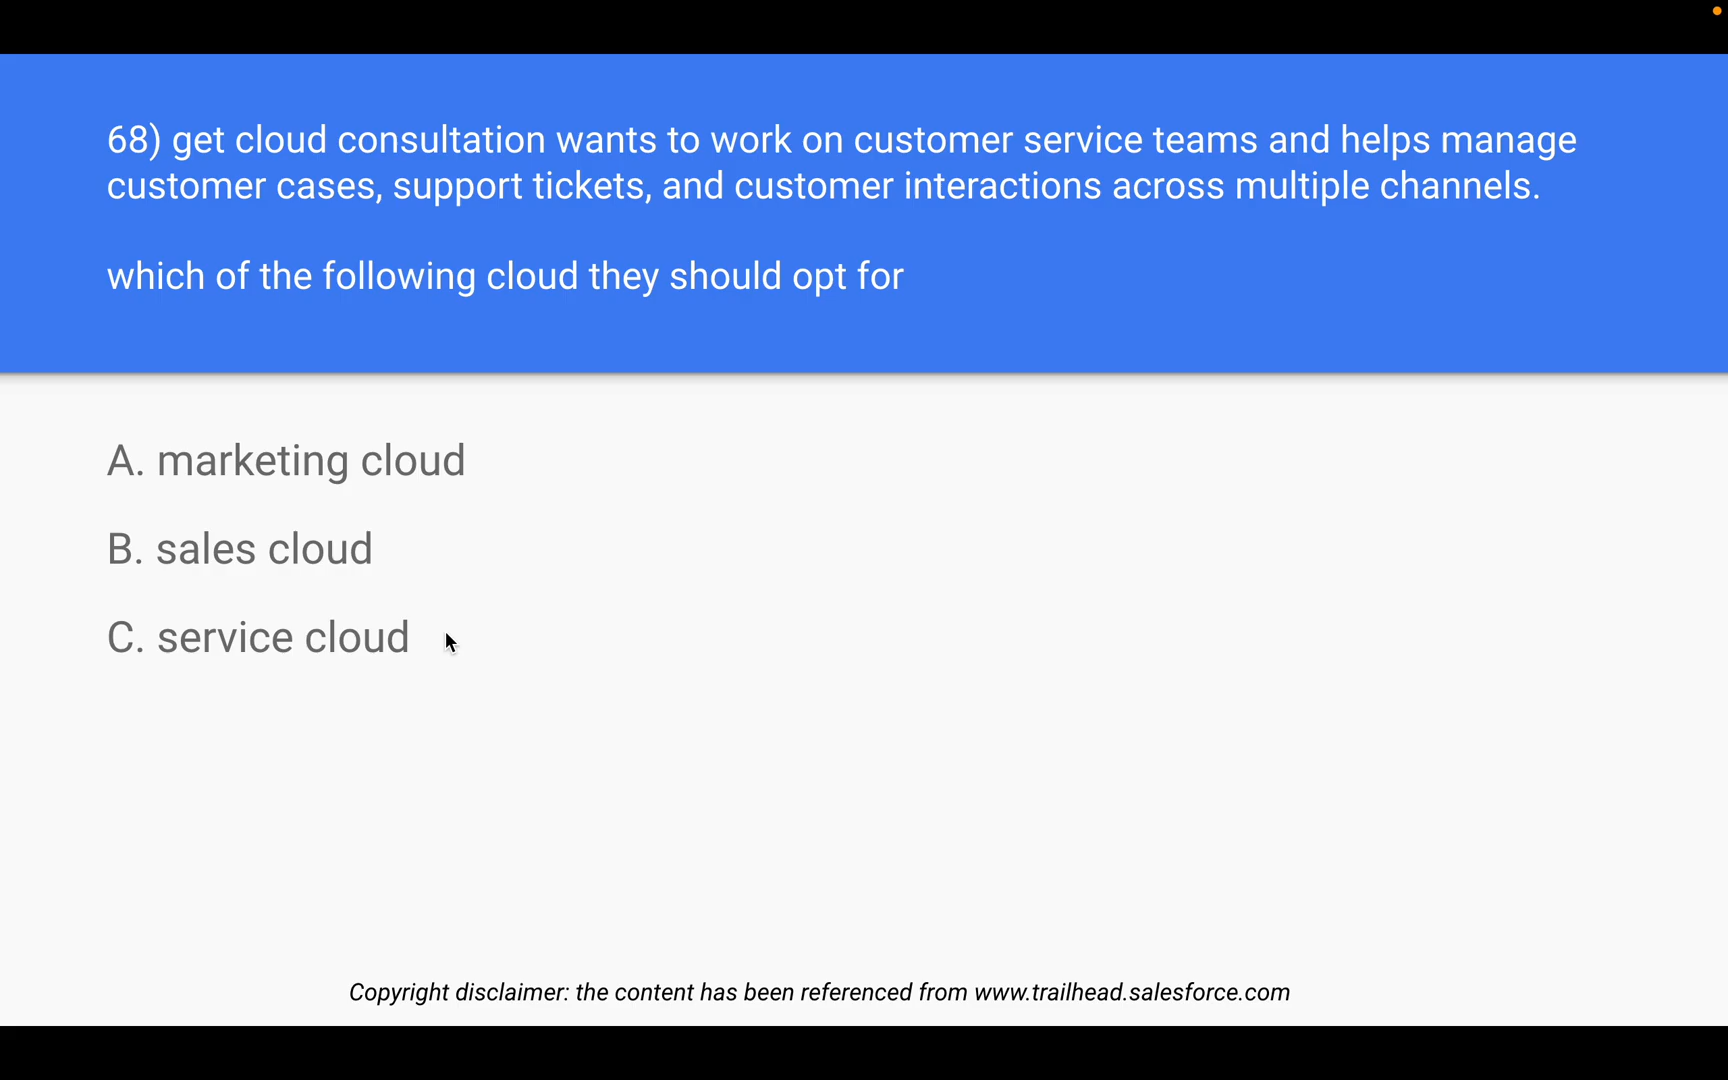 68) get cloud consultation wants to work on customer service teams and helps manage
customer cases, support tickets, and customer interactions across multiple channels.
which of the following cloud they should opt for
A. marketing cloud
B. sales cloud
C. service cloud
Copyright disclaimer: the content has been referenced from www.trailhead.salesforce.com